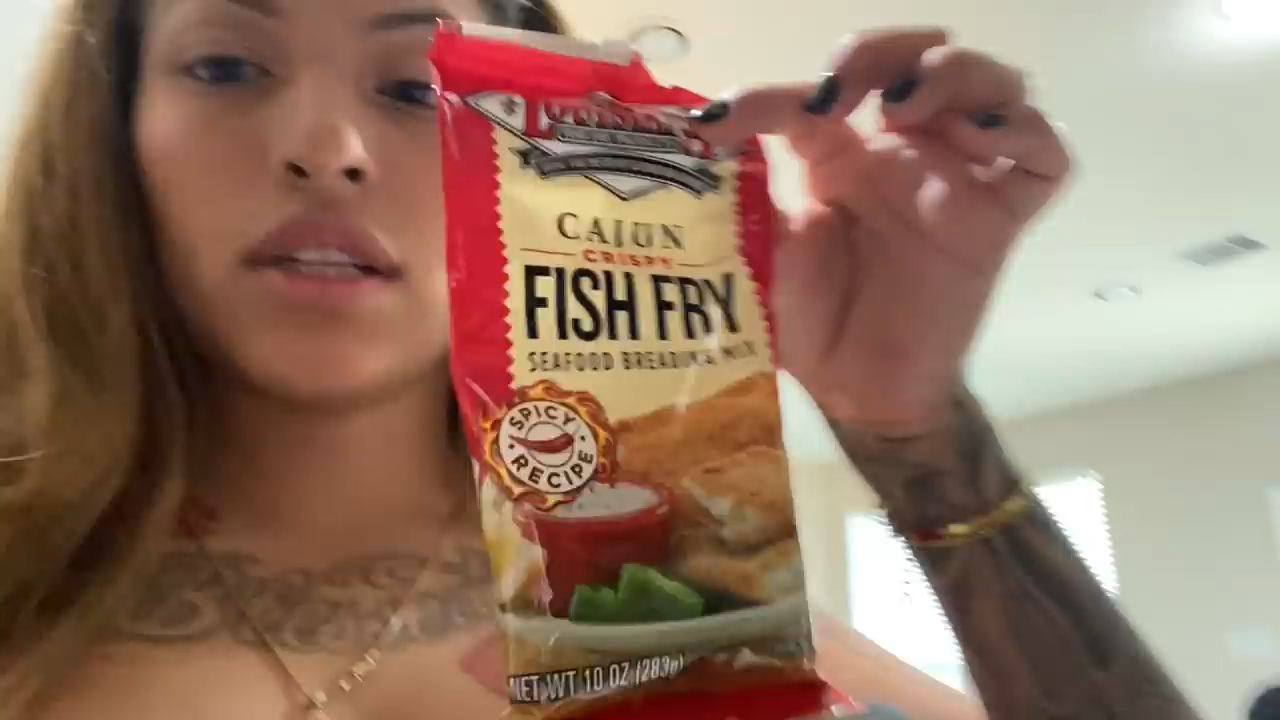 CAJUN
CRISPY
FISH FRY
SEAFOOD BREADING MIX
SPICY
RECIPE
NET WT 10 OZ (283g)